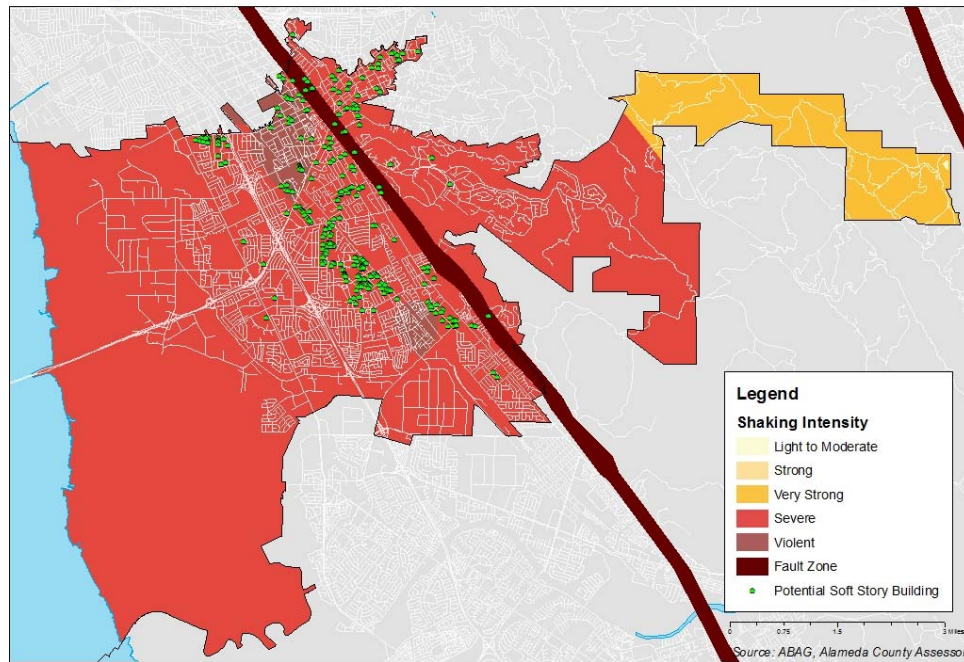 Legend
Shaking Intensity
Light to Moderate
Strong
Very Strong
Severe
Violent
Fault Zone
Potential Soft Story Building
0 0.75 1.5 3 Miles
Source: ABAG, Alameda County Assessor